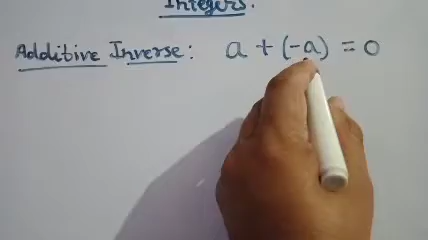 Integers.
Additive Inverse: a + (-a) = 0